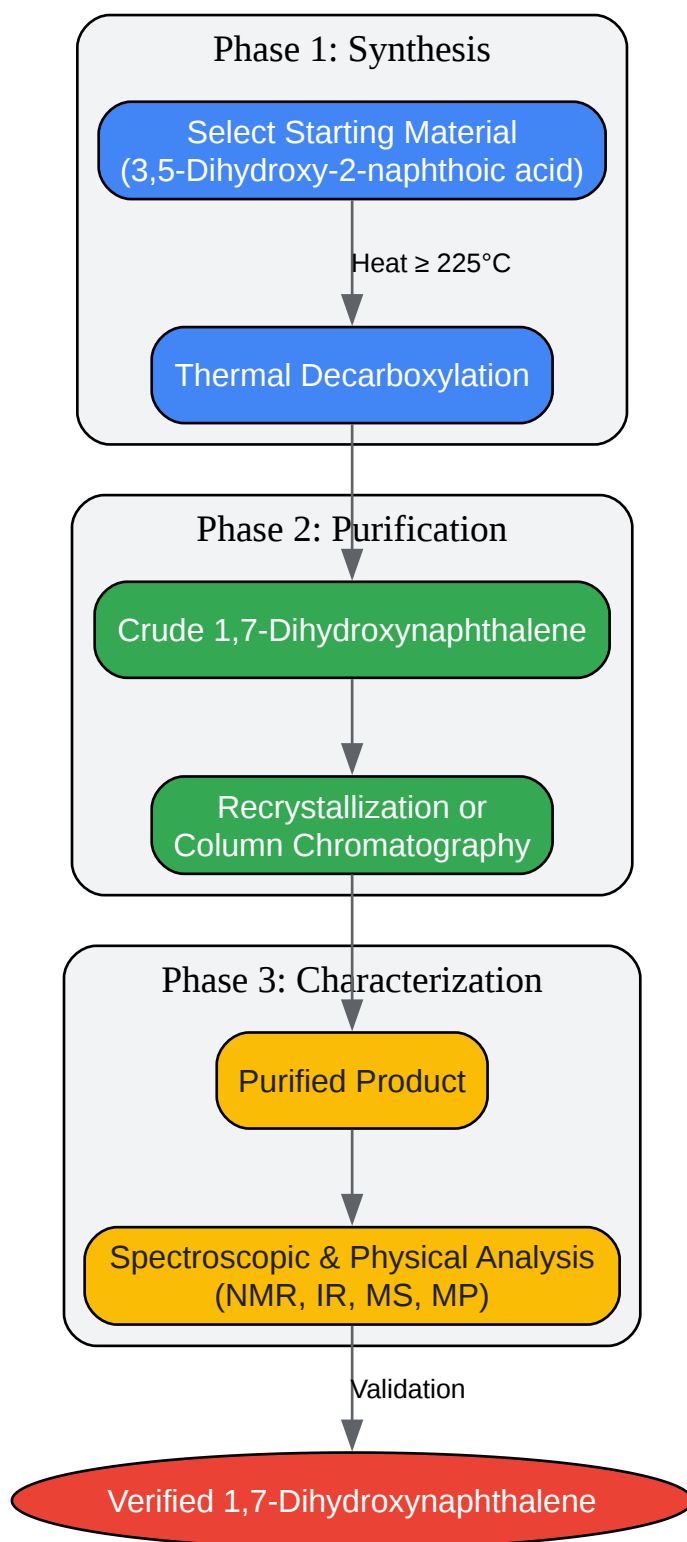 Phase 1: Synthesis
Select Starting Material
(3,5-Dihydroxy-2-naphthoic acid)
Heat ≥ 225°C
Thermal Decarboxylation
Phase 2: Purification
Crude 1,7-Dihydroxynaphthalene
Recrystallization or
Column Chromatography
Phase 3: Characterization
Purified Product
Spectroscopic & Physical Analysis
(NMR, IR, MS, MP)
Validation
Verified 1,7-Dihydroxynaphthalene